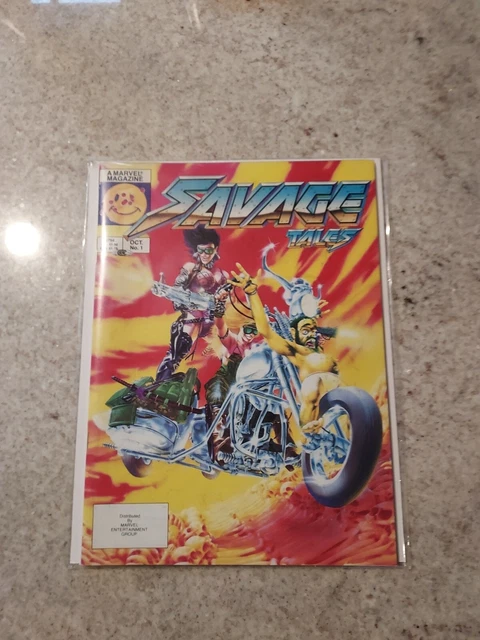 A MARVEL
MAGAZINE
SAVAGE
TALES
OCT.
No. 1
Distributed
By
MARVEL
ENTERTAINMENT
GROUP